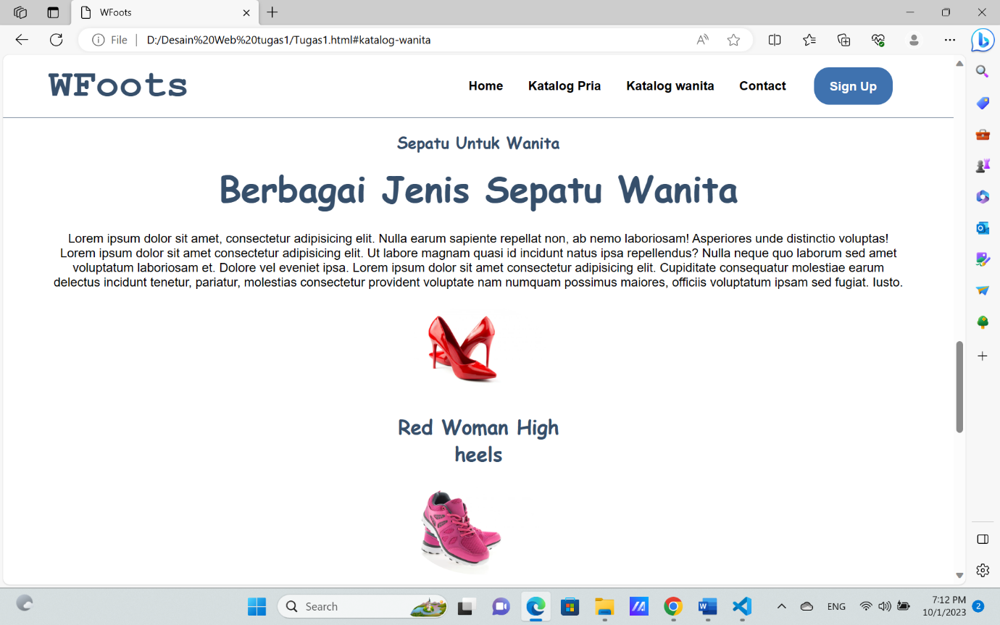 WFoots
File
D:/Desain%20Web%20tugas1/Tugas1.html#katalog-wanita
WFoots
Home
Katalog Pria
Katalog wanita
Contact
Sign Up
Sepatu Untuk Wanita
Berbagai Jenis Sepatu Wanita
Lorem ipsum dolor sit amet, consectetur adipisicing elit. Nulla earum sapiente repellat non, ab nemo laboriosam! Asperiores unde distinctio voluptas!
Lorem ipsum dolor sit amet consectetur adipisicing elit. Ut labore magnam quasi id incidunt natus ipsa repellendus? Nulla neque quo laborum sed amet
voluptatum laboriosam et. Dolore vel eveniet ipsa. Lorem ipsum dolor sit amet consectetur adipisicing elit. Cupiditate consequatur molestiae earum
delectus incidunt tenetur, pariatur, molestias consectetur provident voluptate nam numquam possimus maiores, officiis voluptatum ipsam sed fugiat. Iusto.
Red Woman High
heels
Search
ENG
7:12 PM
10/1/2023
2